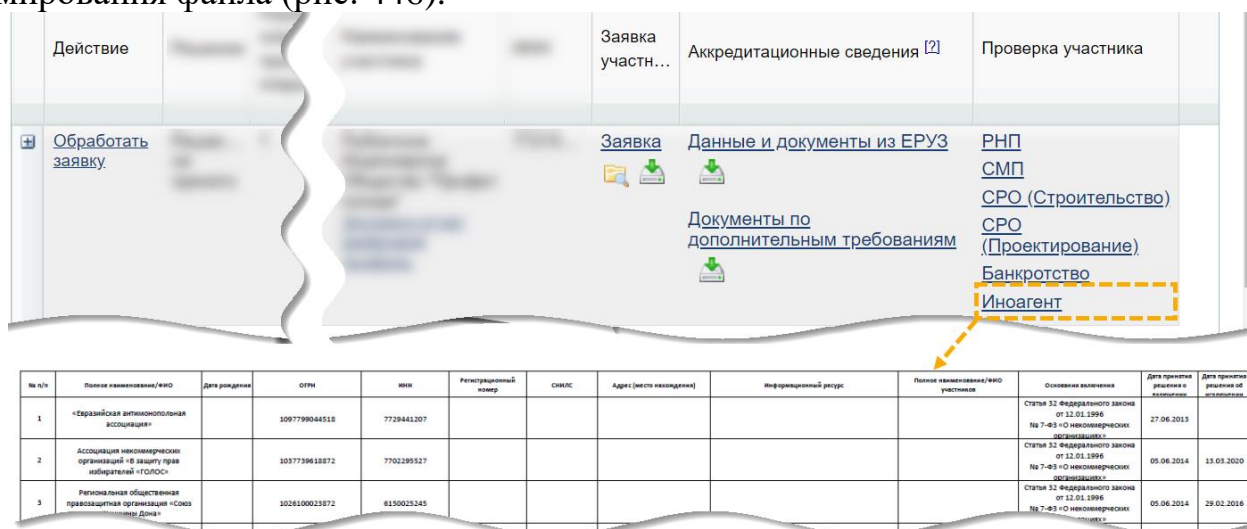 мирования файла (рис. 448).
Действие
Заявка
участн...
Аккредитационные сведения [?]
Проверка участника
Обработать
заявку
Заявка
Данные и документы из ЕРУЗ
Документы по
дополнительным требованиям
РНП
СМП
СРО (Строительство)
СРО
(Проектирование)
Банкротство
Иноагент
№ п/п Полное наименование/ФИО Дата рождения ОГРН ИНН Регистрационный номер СНИЛС Адрес (место нахождения) Информационный ресурс Полное наименование/ФИО участников Основания включения Дата принятия решения о включении Дата принятия решения об исключении
1 «Евразийская антимонопольная ассоциация» 1097799044518 7729441207 Статья 32 Федерального закона от 12.01.1996 № 7-ФЗ «О некоммерческих организациях» 27.06.2013
2 Ассоциация некоммерческих организаций «В защиту прав избирателей «ГОЛОС» 1037739618872 7702295527 Статья 32 Федерального закона от 12.01.1996 № 7-ФЗ «О некоммерческих организациях» 05.06.2014 13.03.2020
3 Региональная общественная правозащитная организация «Союз Дона» 1026100023872 6150025245 Статья 32 Федерального закона от 12.01.1996 № 7-ФЗ «О некоммерческих 05.06.2014 29.02.2016